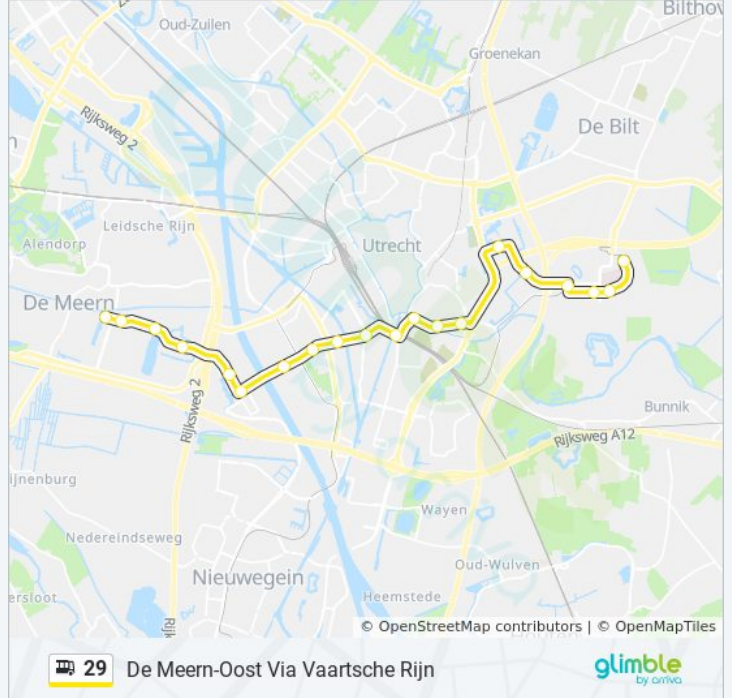 Bilthov
Oud-Zuilen
Groenekan
Rijksweg 2
De Bilt
Leidsche Rijn
Alendorp
Utrecht
De Meern
Rijksweg 2
Bunnik
Rijksweg A12
ijnenburg
Wayen
Nedereindseweg
Oud-Wulven
Nieuwegein
ersloot
Heemstede
Rijk
© OpenStreetMap contributors | © OpenMapTiles
29 De Meern-Oost Via Vaartsche Rijn
glimble
by arriva